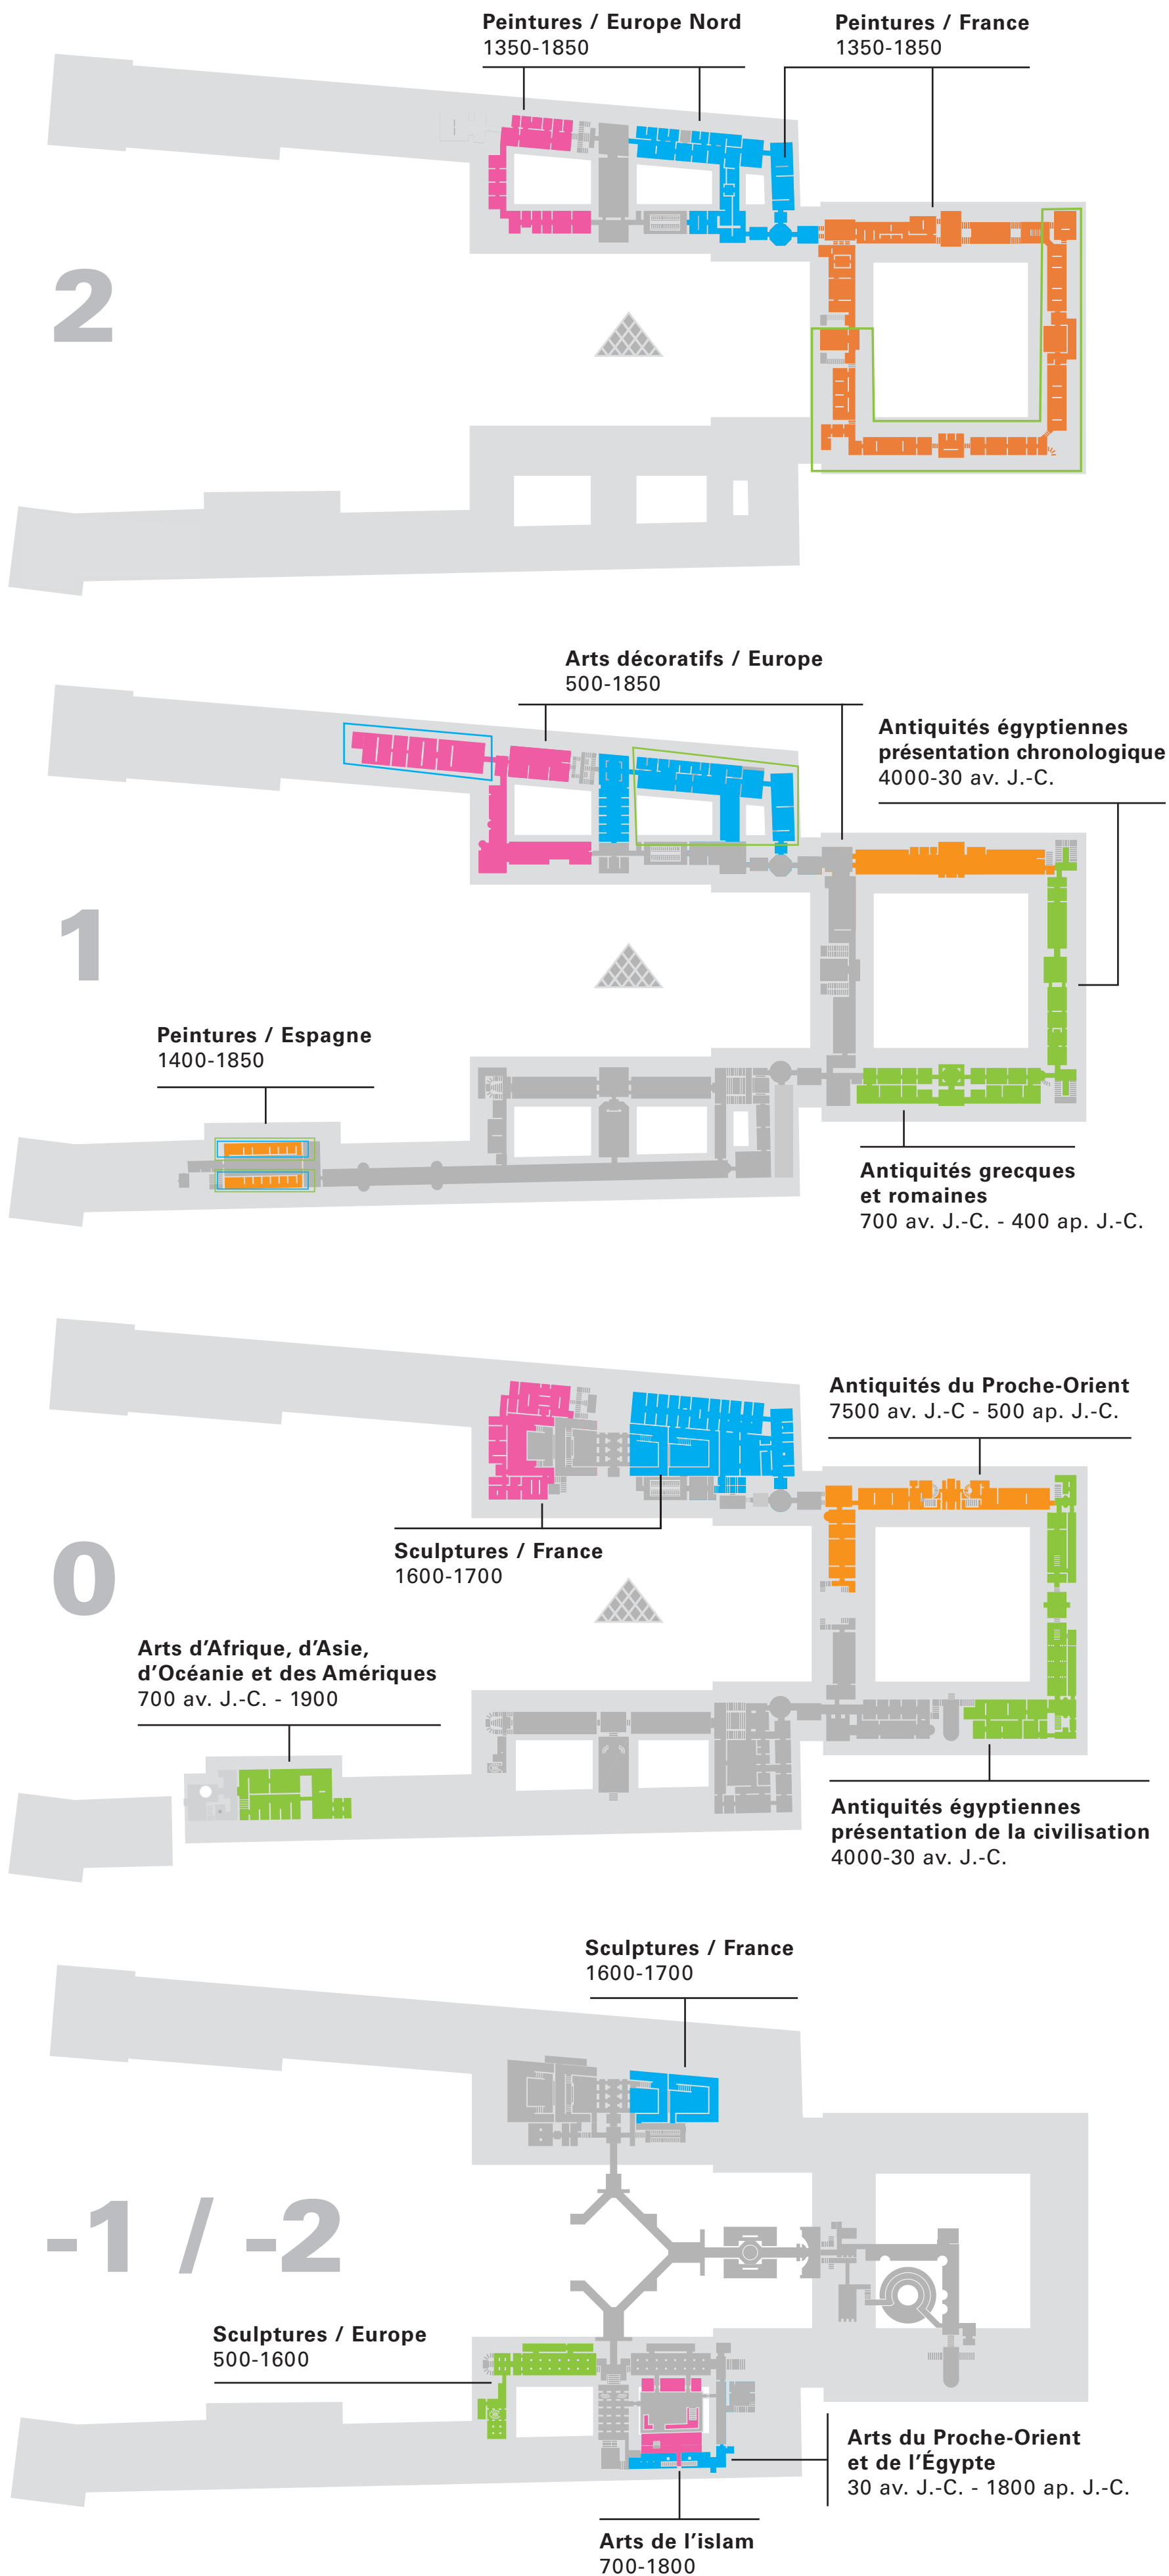 Peintures / Europe Nord
1350-1850
Peintures / France
1350-1850
2
Arts décoratifs / Europe
500-1850
Antiquités égyptiennes
présentation chronologique
4000-30 av. J.-C.
1
Peintures / Espagne
1400-1850
Antiquités grecques
et romaines
700 av. J.-C. - 400 ap. J.-C.
Antiquités du Proche-Orient
7500 av. J.-C - 500 ap. J.-C.
Sculptures / France
1600-1700
0
Arts d’Afrique, d’Asie,
d’Océanie et des Amériques
700 av. J.-C. - 1900
Antiquités égyptiennes
présentation de la civilisation
4000-30 av. J.-C.
Sculptures / France
1600-1700
-1 / -2
Sculptures / Europe
500-1600
Arts du Proche-Orient
et de l’Égypte
30 av. J.-C. - 1800 ap. J.-C.
Arts de l’islam
700-1800